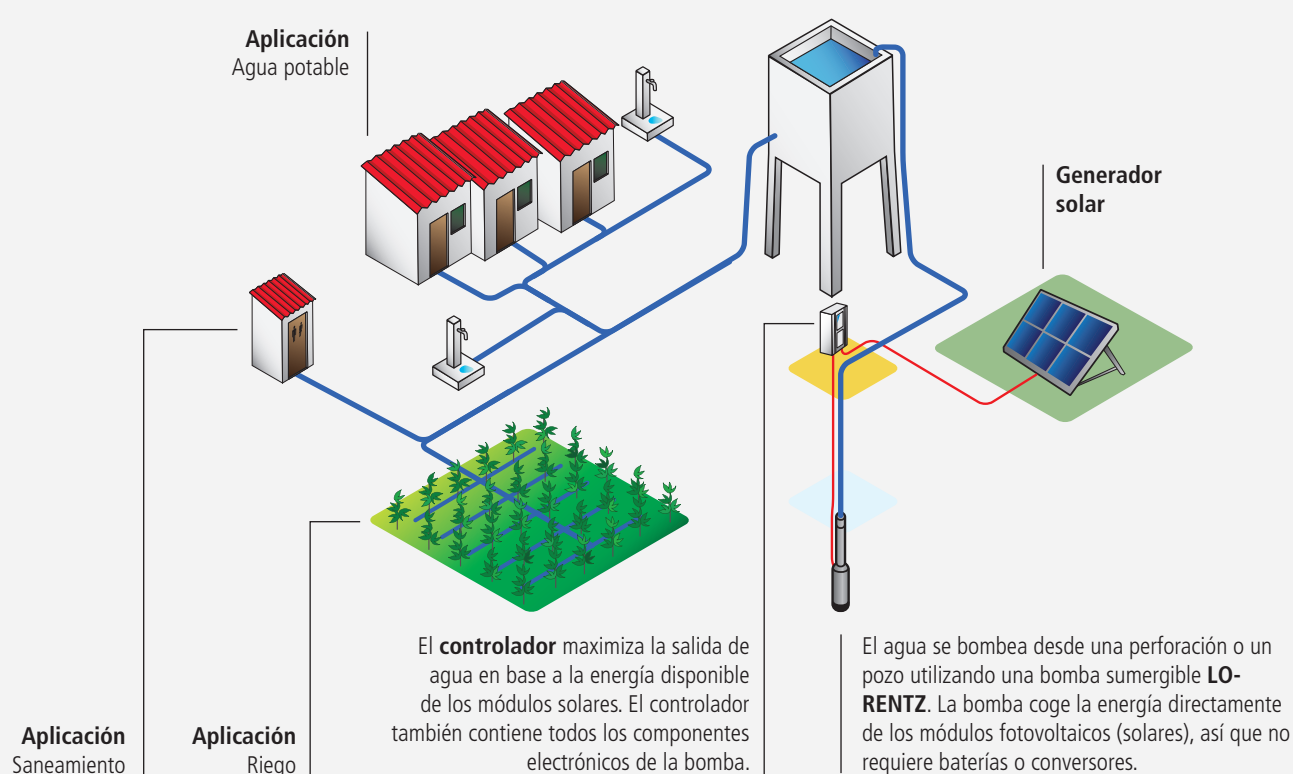 Aplicación
Agua potable
Generador
solar
El controlador maximiza la salida de
agua en base a la energía disponible
de los módulos solares. El controlador
también contiene todos los componentes
electrónicos de la bomba.
El agua se bombea desde una perforación o un
pozo utilizando una bomba sumergible LO-
RENTZ. La bomba coge la energía directamente
de los módulos fotovoltaicos (solares), así que no
requiere baterías o conversores.
Aplicación
Saneamiento
Aplicación
Riego